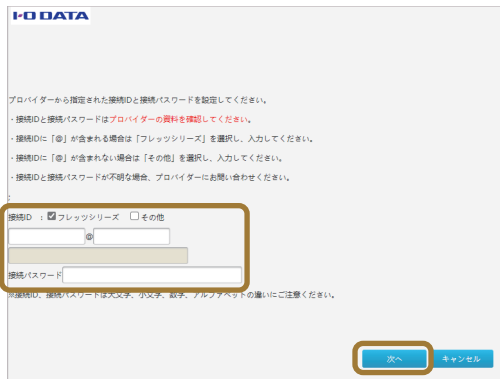 I-O DATA
プロバイダーから指定された接続IDと接続パスワードを設定してください。
・接続IDと接続パスワードはプロバイダーの資料を確認してください。
・接続IDに「@」が含まれる場合は「フレッツシリーズ」を選択し、入力してください。
・接続IDに「@」が含まれない場合は「その他」を選択し、入力してください。
・接続IDと接続パスワードが不明な場合、プロバイダーにお問い合わせください。
:
接続ID ： フレッツシリーズ その他
@
接続パスワード
※接続ID、接続パスワードは大文字、小文字、数字、アルファベットの違いにご注意ください。
次へ キャンセル